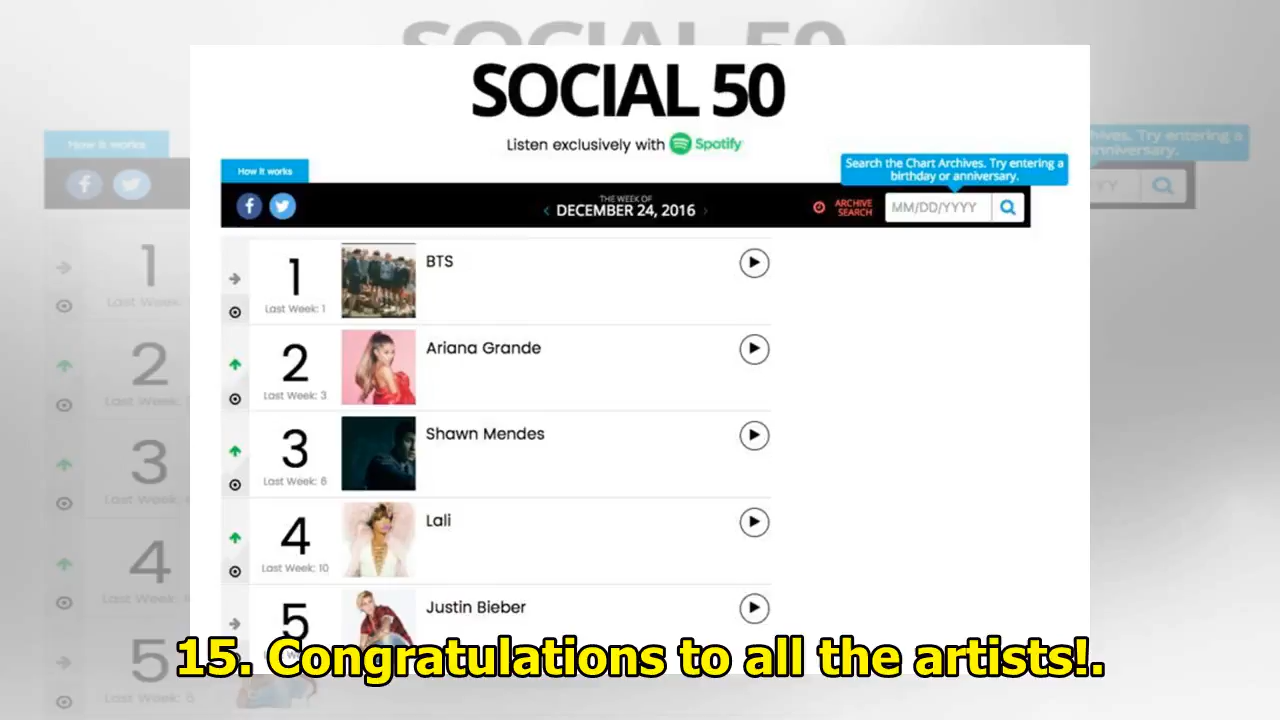 SOCIAL 50
Listen exclusively with Spotify
How it works
Search the Chart Archives. Try entering a
birthday or anniversary.
THE WEEK OF
DECEMBER 24, 2016
ARCHIVE
SEARCH
MM/DD/YYYY
1
Last Week: 1
BTS
2
Last Week: 3
Ariana Grande
3
Last Week: 6
Shawn Mendes
4
Last Week: 10
Lali
5
Justin Bieber
15. Congratulations to all the artists!.